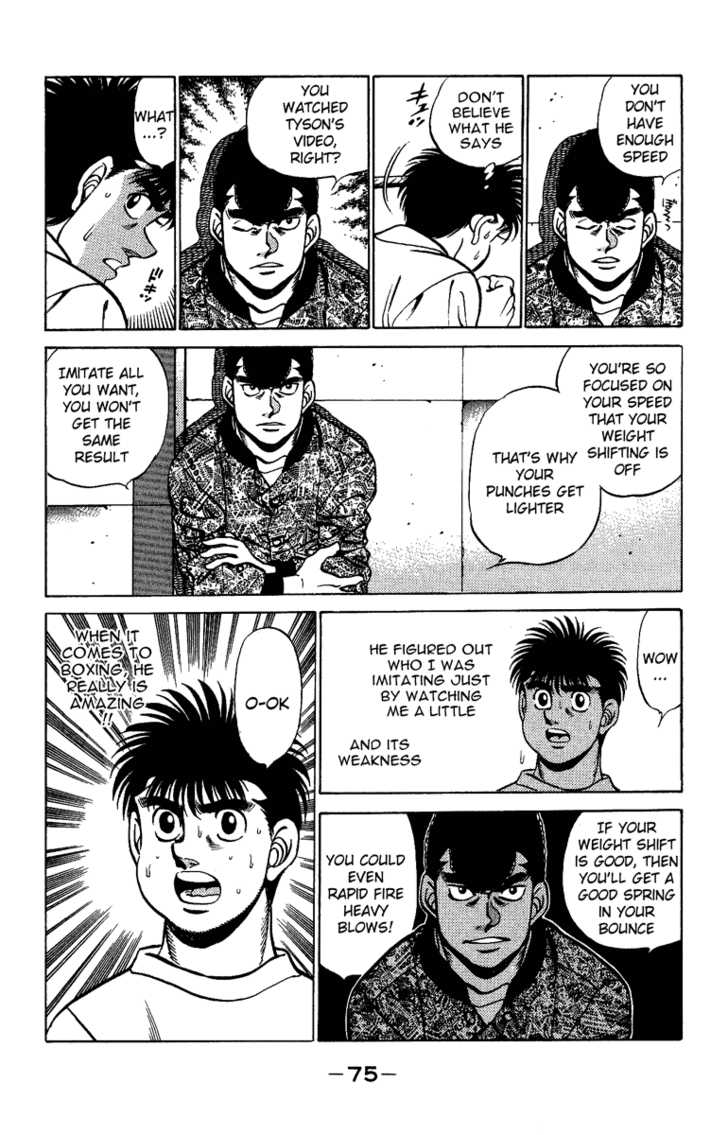 YOU
DON'T
HAVE
ENOUGH
SPEED
DON'T
BELIEVE
WHAT HE
SAYS
YOU
WATCHED
TYSON'S
VIDEO,
RIGHT?
WHAT
...?
ドキン
YOU'RE SO
FOCUSED ON
YOUR SPEED
THAT YOUR
WEIGHT
SHIFTING IS
OFF
THAT'S WHY
YOUR
PUNCHES GET
LIGHTER
IMITATE ALL
YOU WANT,
YOU WON'T
GET THE
SAME
RESULT
WOW
...
HE FIGURED OUT
WHO I WAS
IMITATING JUST
BY WATCHING
ME A LITTLE
AND ITS
WEAKNESS
O-OK
WHEN IT
COMES TO
BOXING, HE
REALLY IS
AMAZING
!!
IF YOUR
WEIGHT SHIFT
IS GOOD, THEN
YOU'LL GET A
GOOD SPRING
IN YOUR
BOUNCE
YOU COULD
EVEN
RAPID FIRE
HEAVY
BLOWS!
—75—